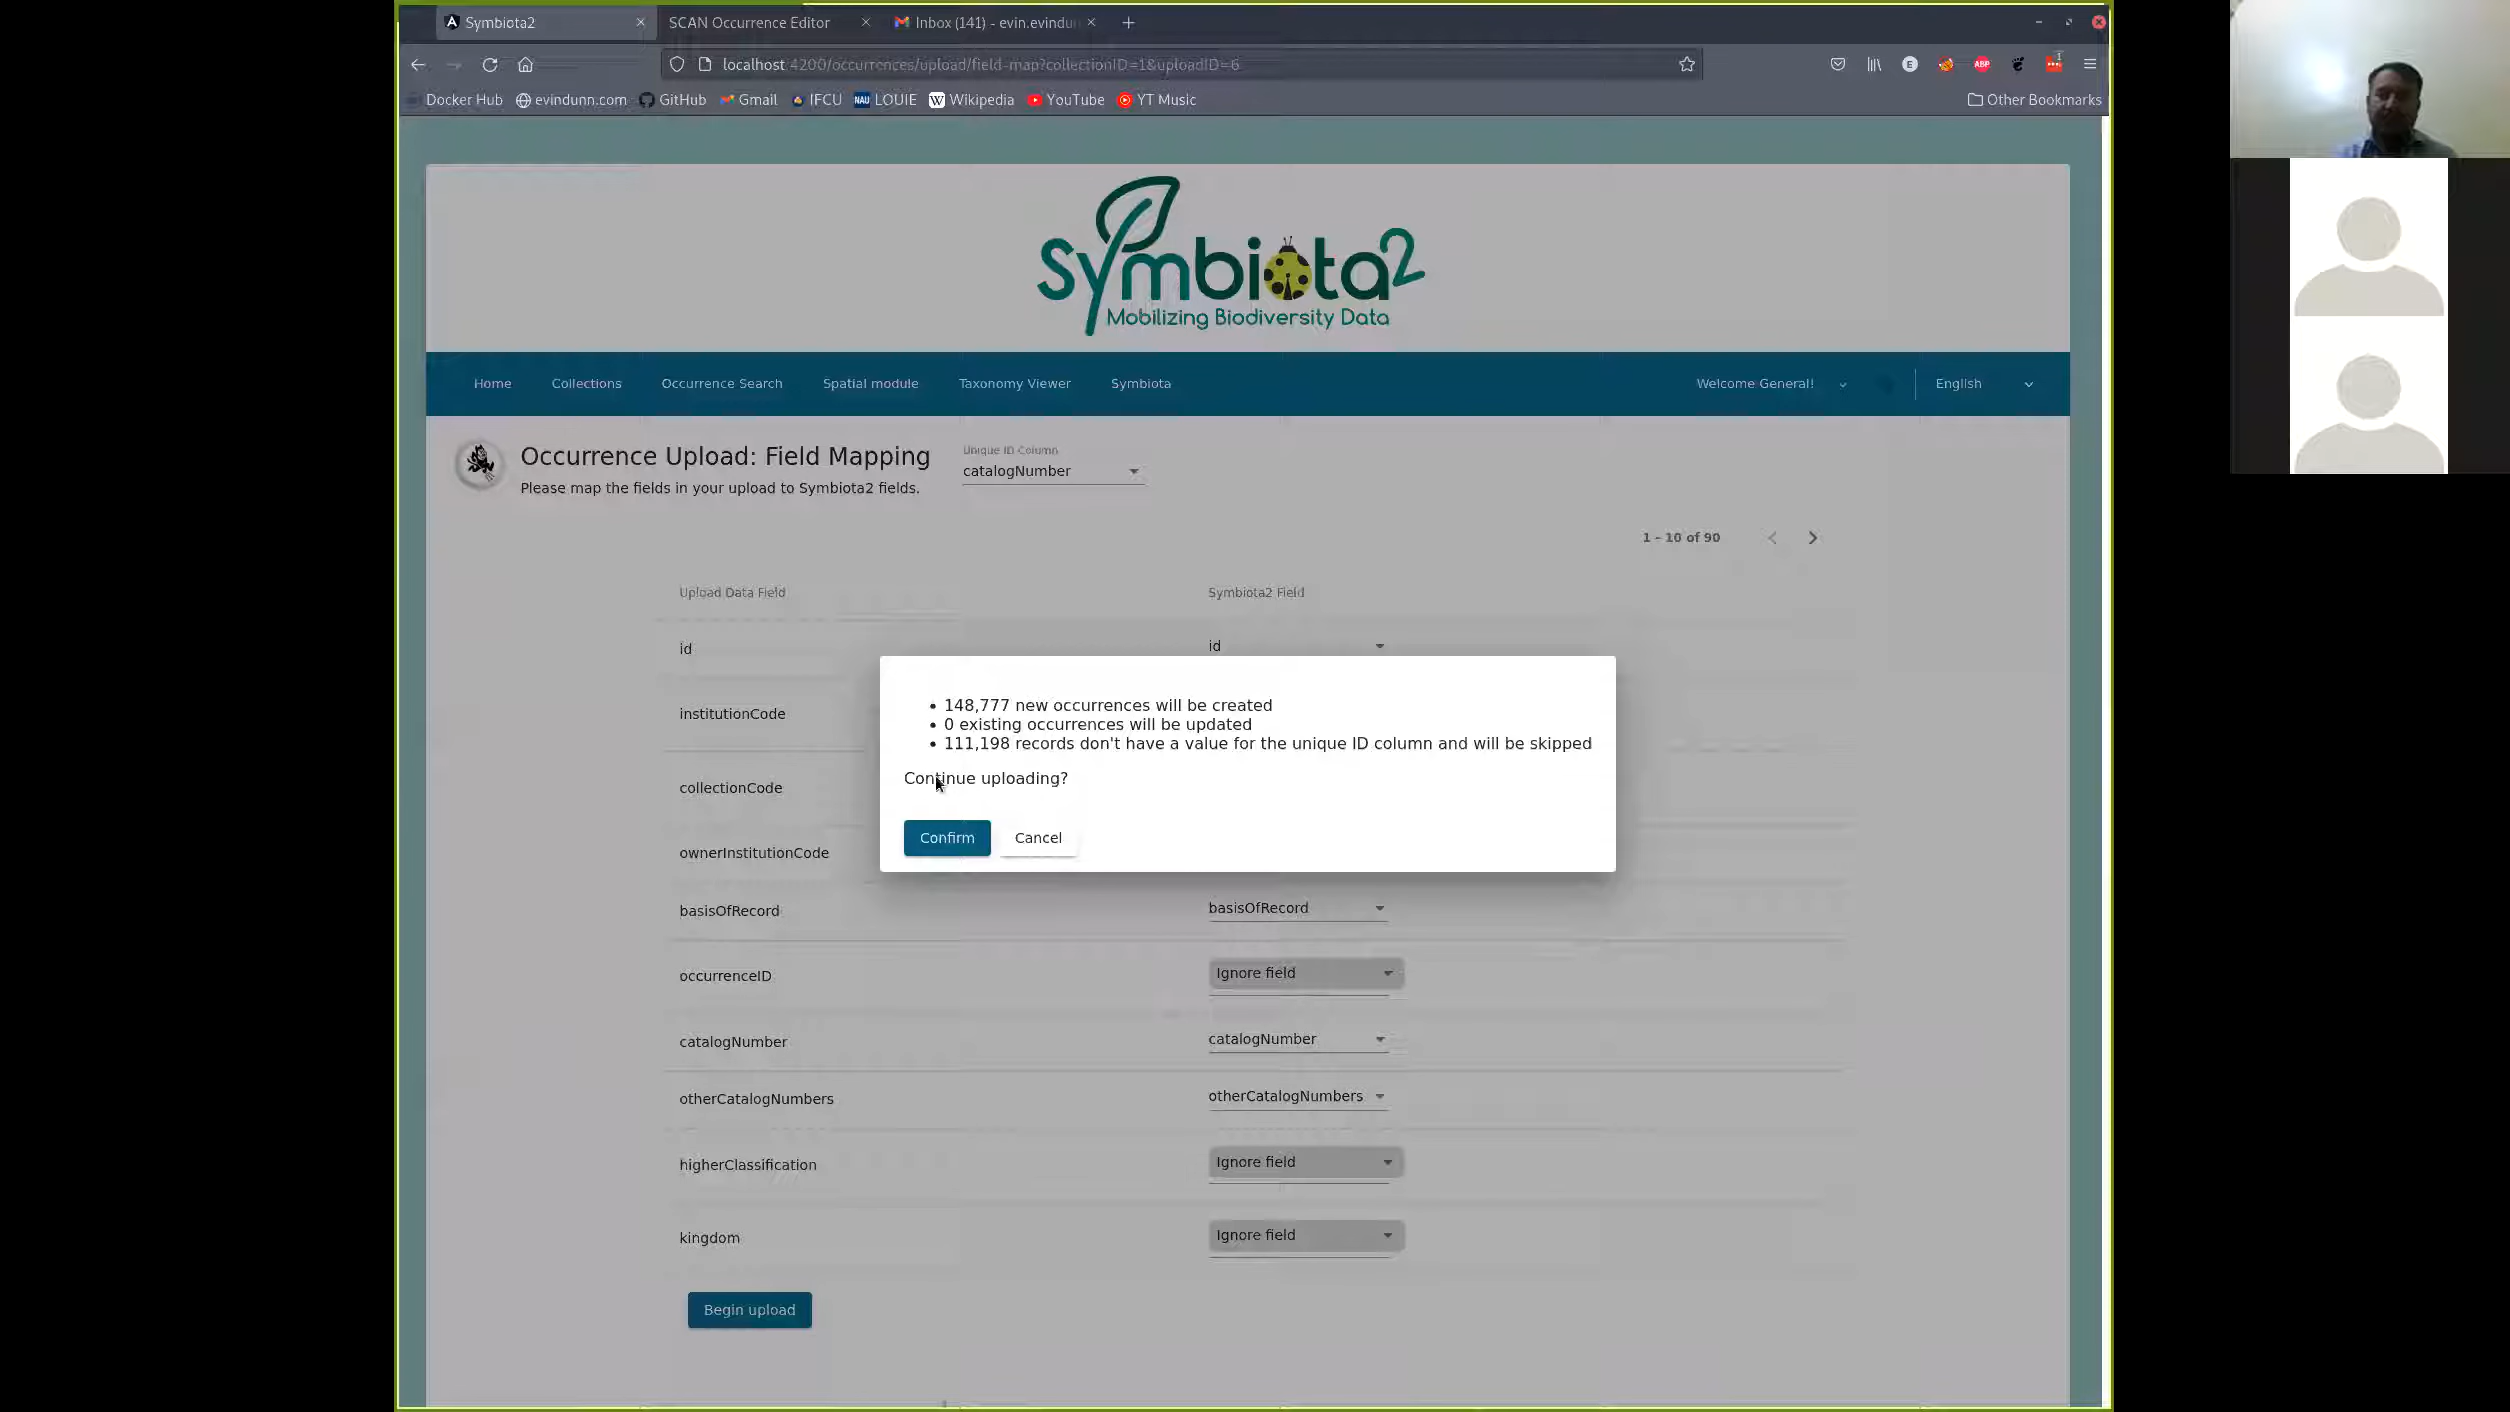 Symbiota2
SCAN Occurrence Editor
Inbox (141) - evin.evindun
localhost:4200/occurrences/upload/field-map?collectionID=1&uploadID=6
Docker Hub evindunn.com GitHub Gmail IFCU LOUIE Wikipedia YouTube YT Music Other Bookmarks
Symbiota2
Mobilizing Biodiversity Data
Home Collections Occurrence Search Spatial module Taxonomy Viewer Symbiota Welcome General! English
Occurrence Upload: Field Mapping
Please map the fields in your upload to Symbiota2 fields.
Unique ID Column
catalogNumber
1 – 10 of 90
Upload Data Field Symbiota2 Field
id id
institutionCode
collectionCode
ownerInstitutionCode
• 148,777 new occurrences will be created
• 0 existing occurrences will be updated
• 111,198 records don't have a value for the unique ID column and will be skipped
Continue uploading?
Confirm Cancel
basisOfRecord basisOfRecord
occurrenceID Ignore field
catalogNumber catalogNumber
otherCatalogNumbers otherCatalogNumbers
higherClassification Ignore field
kingdom Ignore field
Begin upload